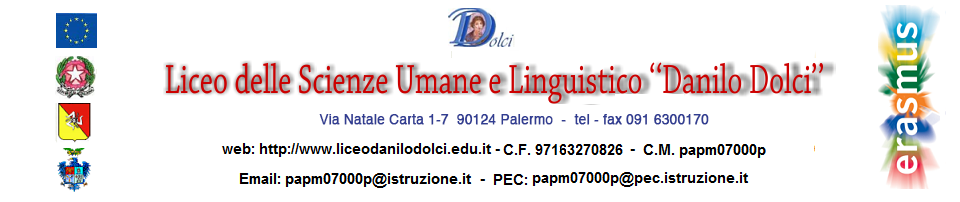 Dolci
Liceo delle Scienze Umane e Linguistico “Danilo Dolci”
Via Natale Carta 1-7 90124 Palermo - tel - fax 091 6300170
web: http://www.liceodanilodolci.edu.it - C.F. 97163270826 - C.M. papm07000p
Email: papm07000p@istruzione.it - PEC: papm07000p@pec.istruzione.it
erasmus